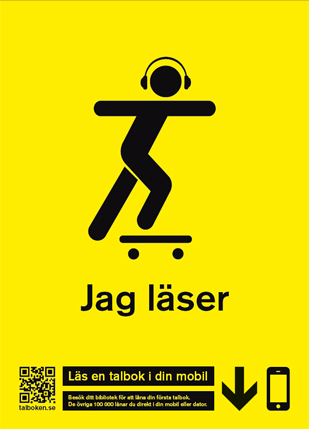 Jag läser
Läs en talbok i din mobil
Besök ditt bibliotek för att låna din första talbok.
De övriga 100 000 lånar du direkt i din mobil eller dator.
talboken.se